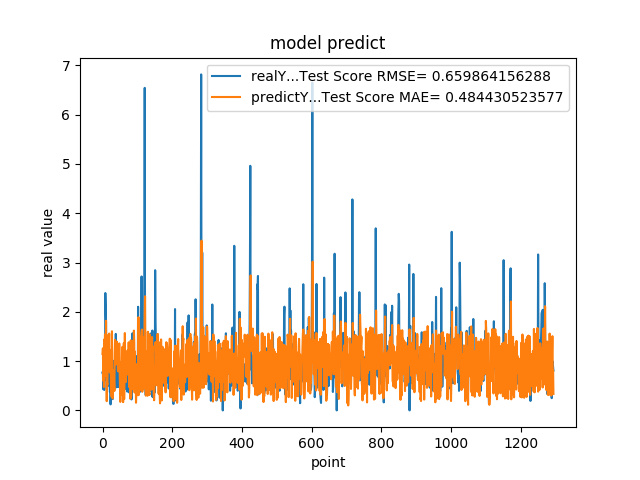 model predict
realY...Test Score RMSE= 0.659864156288
predictY...Test Score MAE= 0.484430523577
7
6
5
4
3
2
1
0
real value
0 200 400 600 800 1000 1200
point